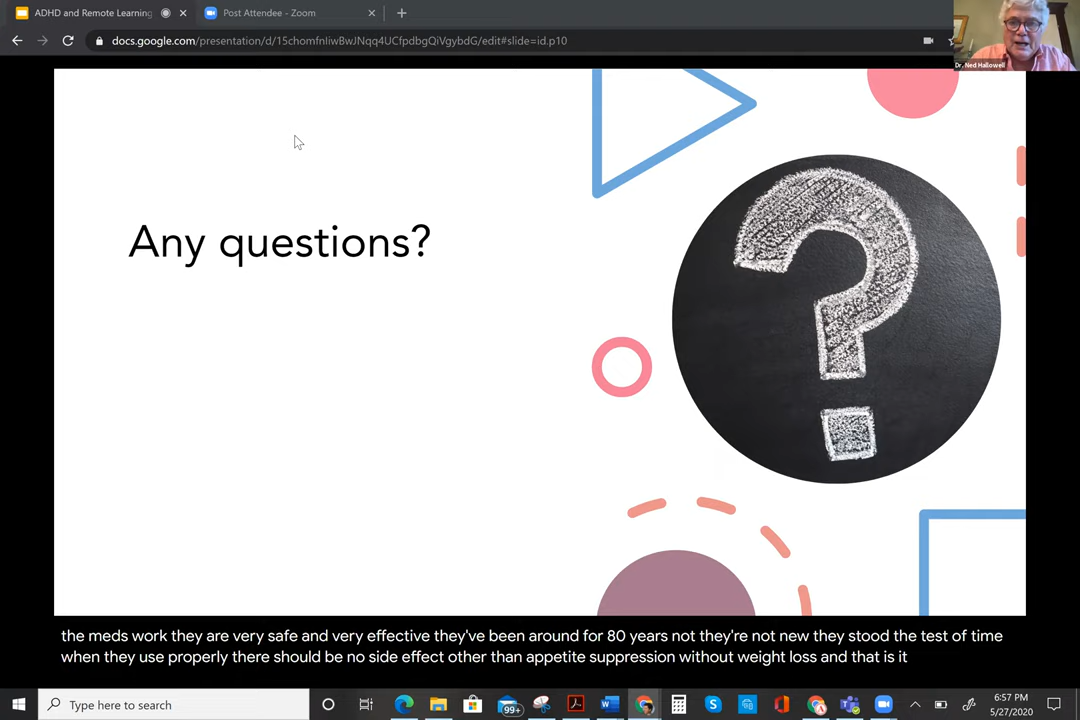 ADHD and Remote Learning
Post Attendee - Zoom
docs.google.com/presentation/d/15chomfnIiwBwJNqq4UCfpdbgQiVgybdG/edit#slide=id.p10
Dr. Ned Hallowell
Any questions?
the meds work they are very safe and very effective they've been around for 80 years not they're not new they stood the test of time
when they use properly there should be no side effect other than appetite suppression without weight loss and that is it
Type here to search
99+
6:57 PM
5/27/2020